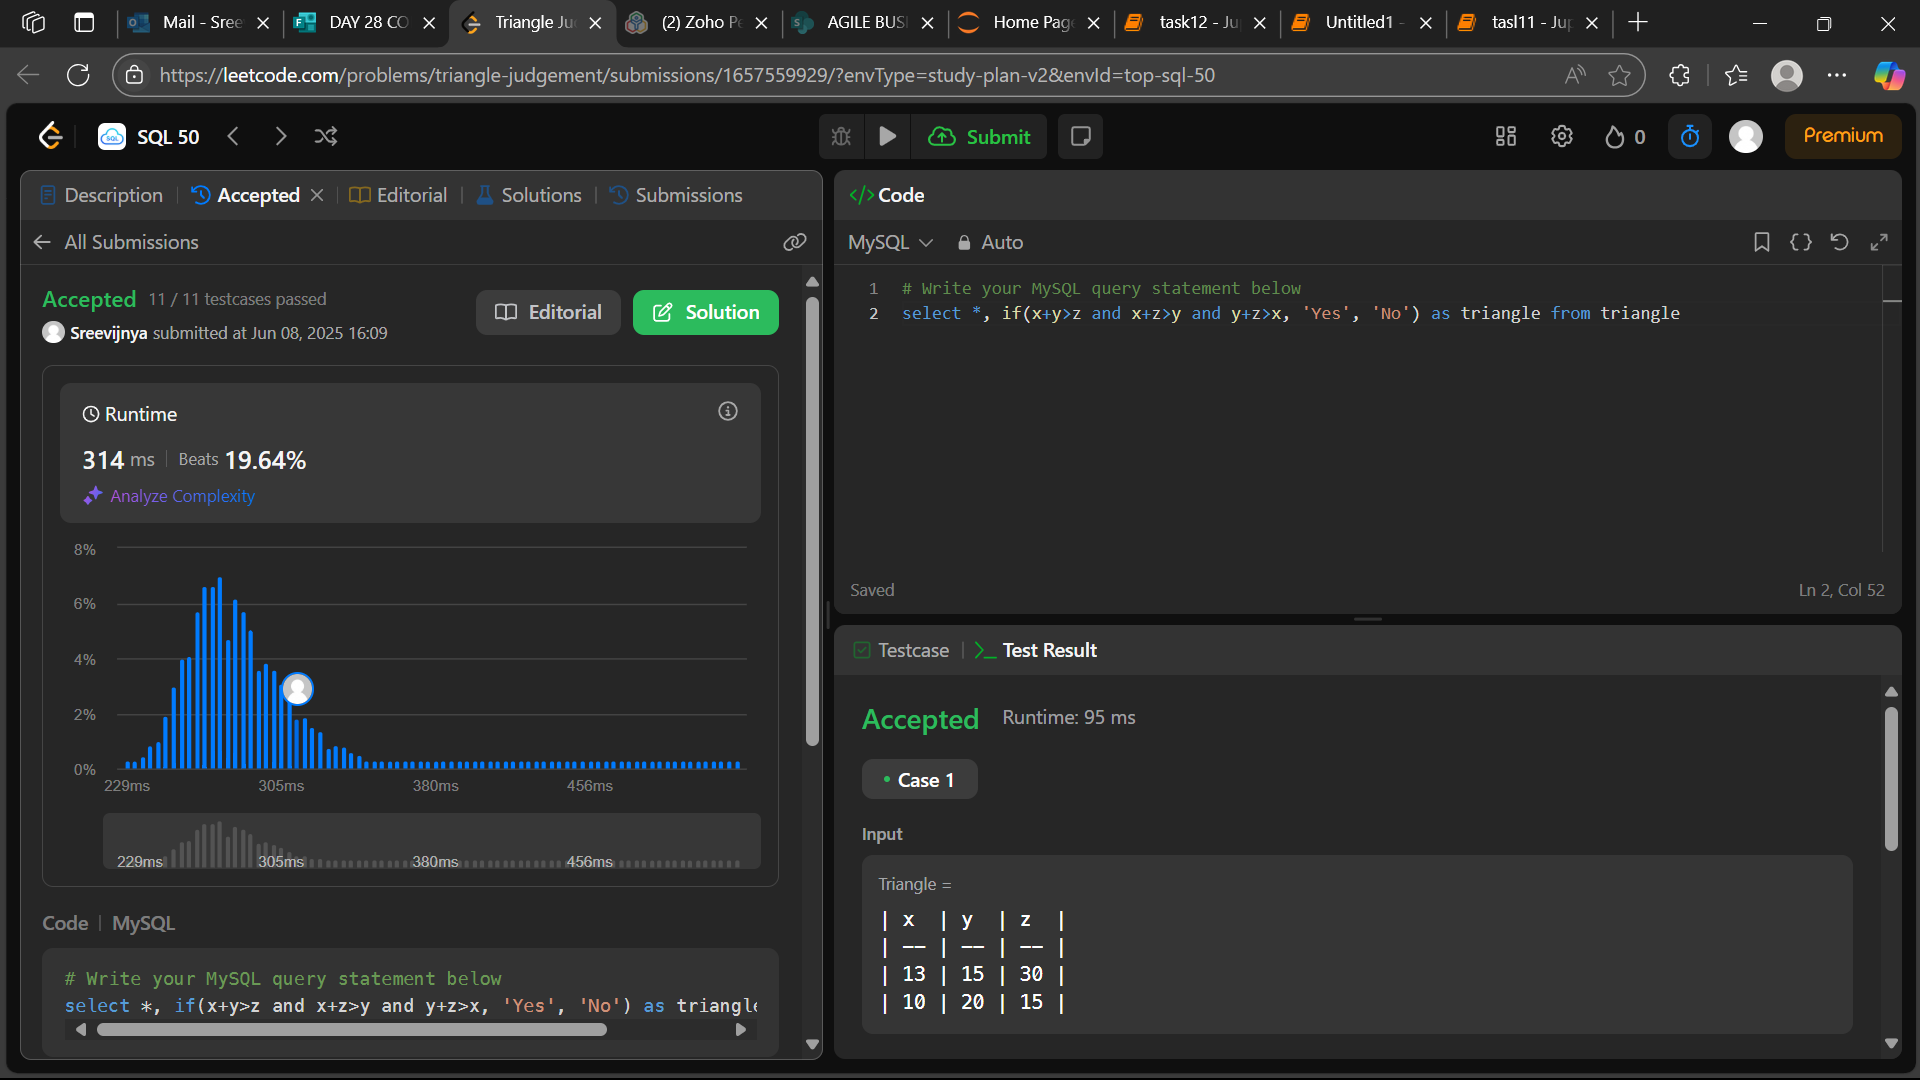 Mail - Sree
DAY 28 CO
Triangle Ju
(2) Zoho Pe
AGILE BUSI
Home Page
task12 - Ju
Untitled1 -
tasl11 - Jup
https://leetcode.com/problems/triangle-judgement/submissions/1657559929/?envType=study-plan-v2&envId=top-sql-50
SQL 50
Submit
0
Premium
Description
Accepted
Editorial
Solutions
Submissions
All Submissions
Accepted 11 / 11 testcases passed
Sreevijnya submitted at Jun 08, 2025 16:09
Editorial
Solution
Runtime
314 ms Beats 19.64%
Analyze Complexity
8%
6%
4%
2%
0%
229ms 305ms 380ms 456ms
229ms 305ms 380ms 456ms
Code | MySQL
# Write your MySQL query statement below
select *, if(x+y>z and x+z>y and y+z>x, 'Yes', 'No') as triangle
</> Code
MySQL Auto
1 # Write your MySQL query statement below
2 select *, if(x+y>z and x+z>y and y+z>x, 'Yes', 'No') as triangle from triangle
Saved
Ln 2, Col 52
Testcase
Test Result
Accepted Runtime: 95 ms
Case 1
Input
Triangle =
| x | y | z |
| -- | -- | -- |
| 13 | 15 | 30 |
| 10 | 20 | 15 |